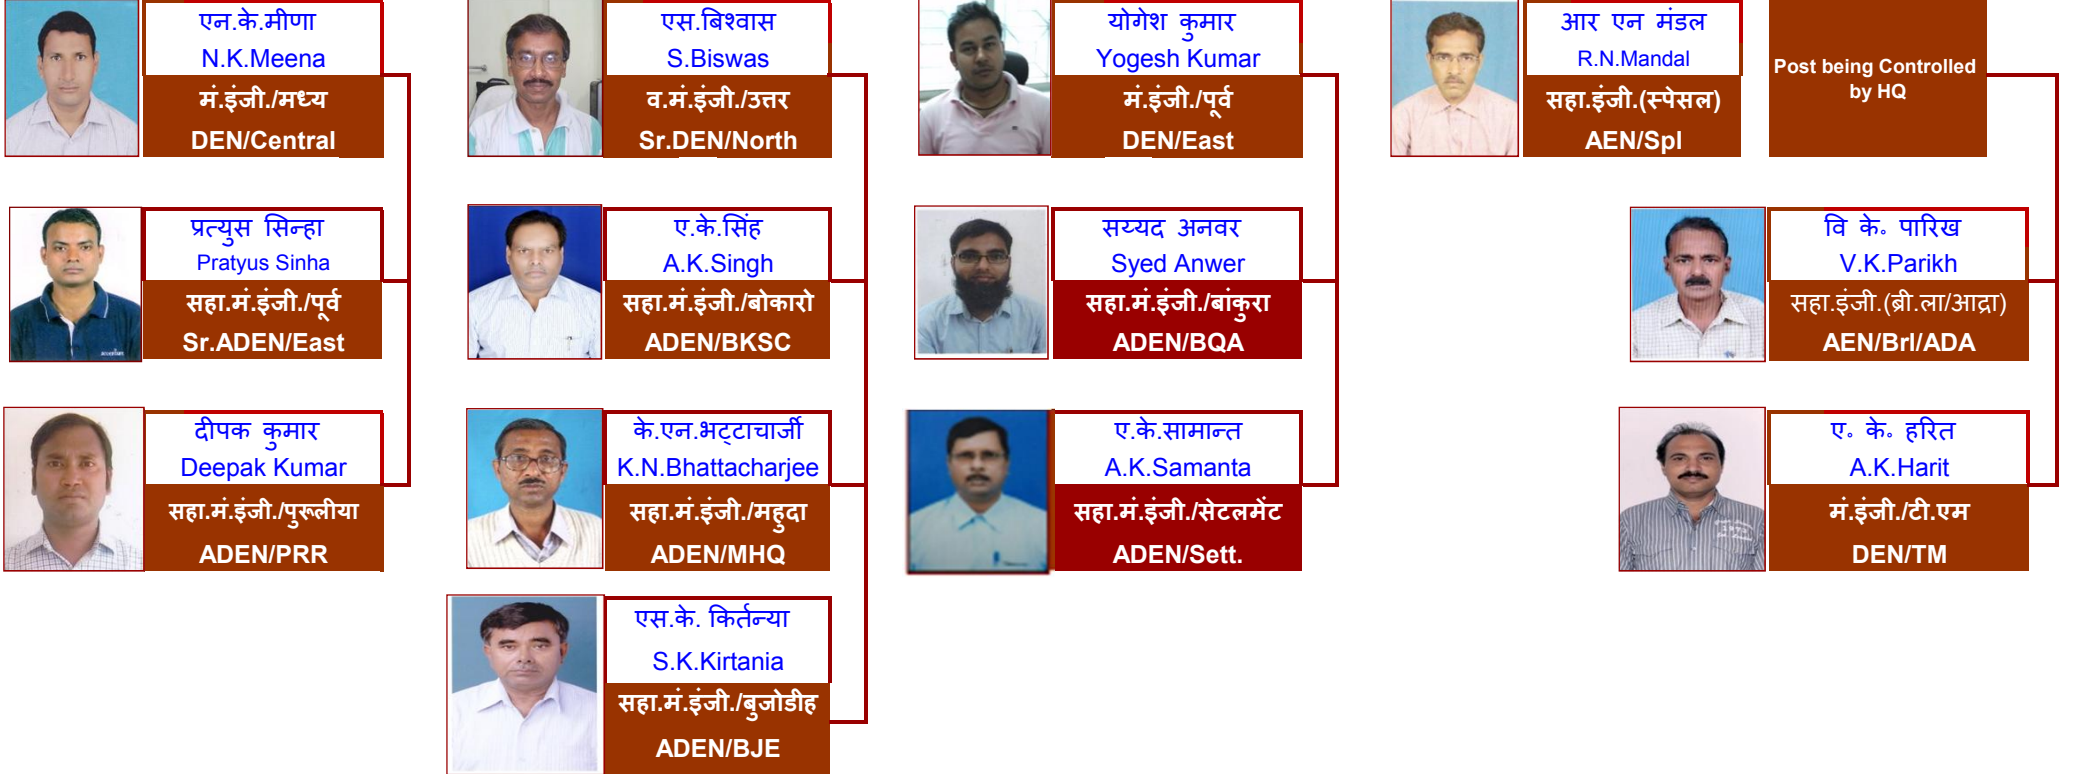 एन.के.मीणा
N.K.Meena
मं.इंजी./मध्य
DEN/Central
एस.बिश्वास
S.Biswas
व.मं.इंजी./उत्तर
Sr.DEN/North
योगेश कुमार
Yogesh Kumar
मं.इंजी./पूर्व
DEN/East
आर एन मंडल
R.N.Mandal
सहा.इंजी.(स्पेसल)
AEN/Spl
Post being Controlled
by HQ
प्रत्युस सिन्हा
Pratyus Sinha
सहा.मं.इंजी./पूर्व
Sr.ADEN/East
ए.के.सिंह
A.K.Singh
सहा.मं.इंजी./बोकारो
ADEN/BKSC
सय्यद अनवर
Syed Anwer
सहा.मं.इंजी./बांकुरा
ADEN/BQA
वि के॰ पारिख
V.K.Parikh
सहा.इंजी.(ब्री.ला/आद्रा)
AEN/Brl/ADA
दीपक कुमार
Deepak Kumar
सहा.मं.इंजी./पुरूलीया
ADEN/PRR
के.एन.भट्टाचार्जी
K.N.Bhattacharjee
सहा.मं.इंजी./महुदा
ADEN/MHQ
ए.के.सामान्त
A.K.Samanta
सहा.मं.इंजी./सेटलमेंट
ADEN/Sett.
ए॰ के॰ हरित
A.K.Harit
मं.इंजी./टी.एम
DEN/TM
एस.के. किर्तन्या
S.K.Kirtania
सहा.मं.इंजी./बुजोडीह
ADEN/BJE